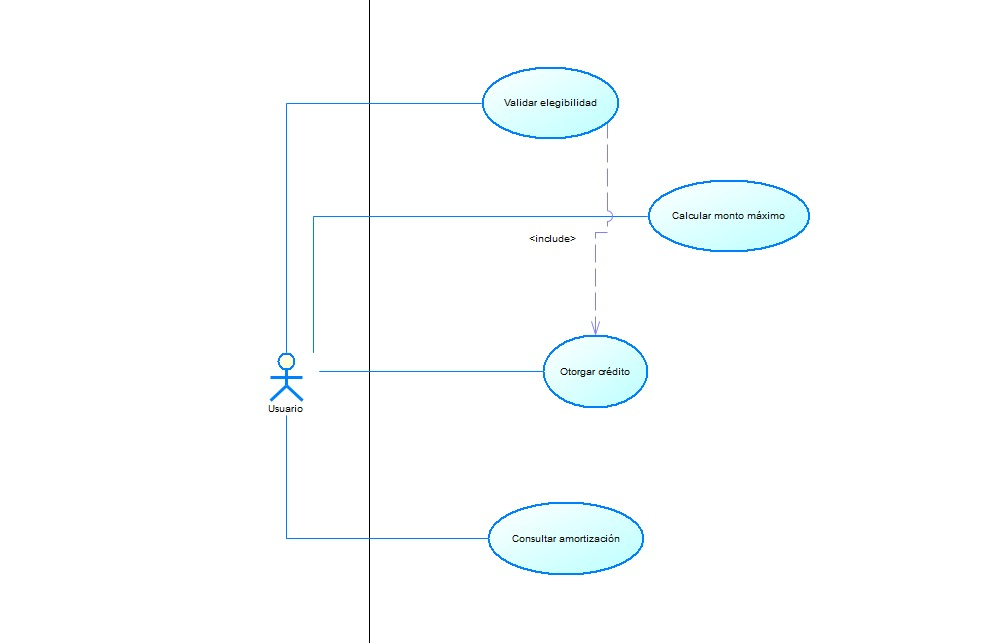 Validar elegibilidad
Calcular monto máximo
<include>
Otorgar crédito
Usuario
Consultar amortización